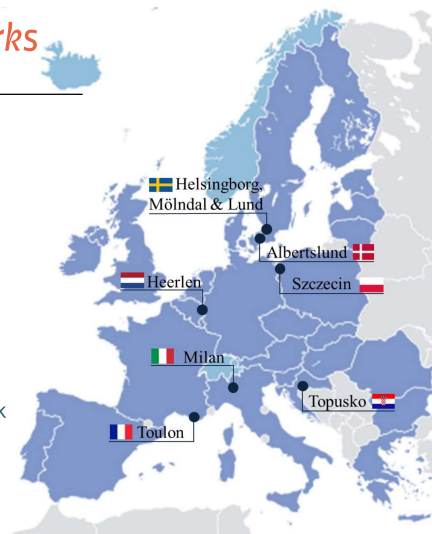 rks
Helsingborg,
Mölndal & Lund
Albertslund
Heerlen
Szczecin
Milan
Topusko
k
Toulon